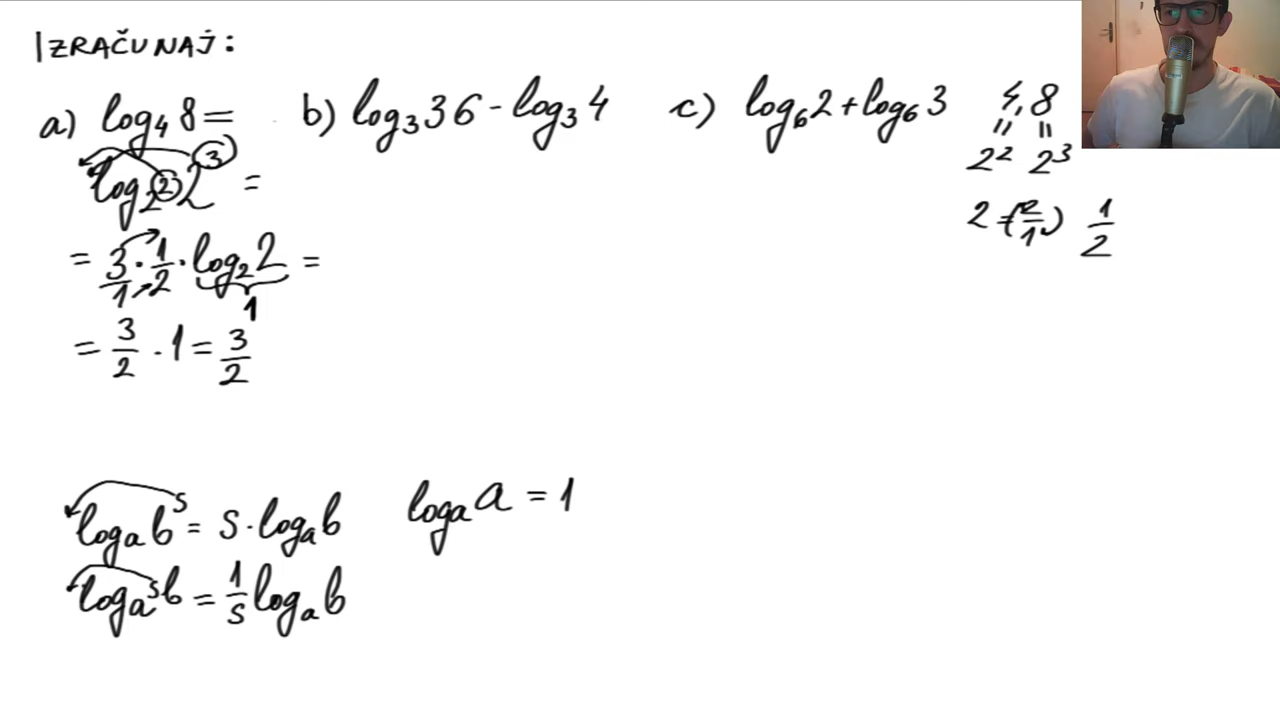 IZRAČUNAJ:
a) log₄ 8 =
log₂² 2³ =
= 3/1 · 1/2 · log₂ 2 =
1
= 3/2 · 1 = 3/2
b) log₃ 36 - log₃ 4
c) log₆ 2 + log₆ 3
4, 8
= =
2² 2³
2 = (2/1) 1/2
logₐ bˢ = s · logₐ b
logₐ a = 1
logₐˢ b = 1/s logₐ b